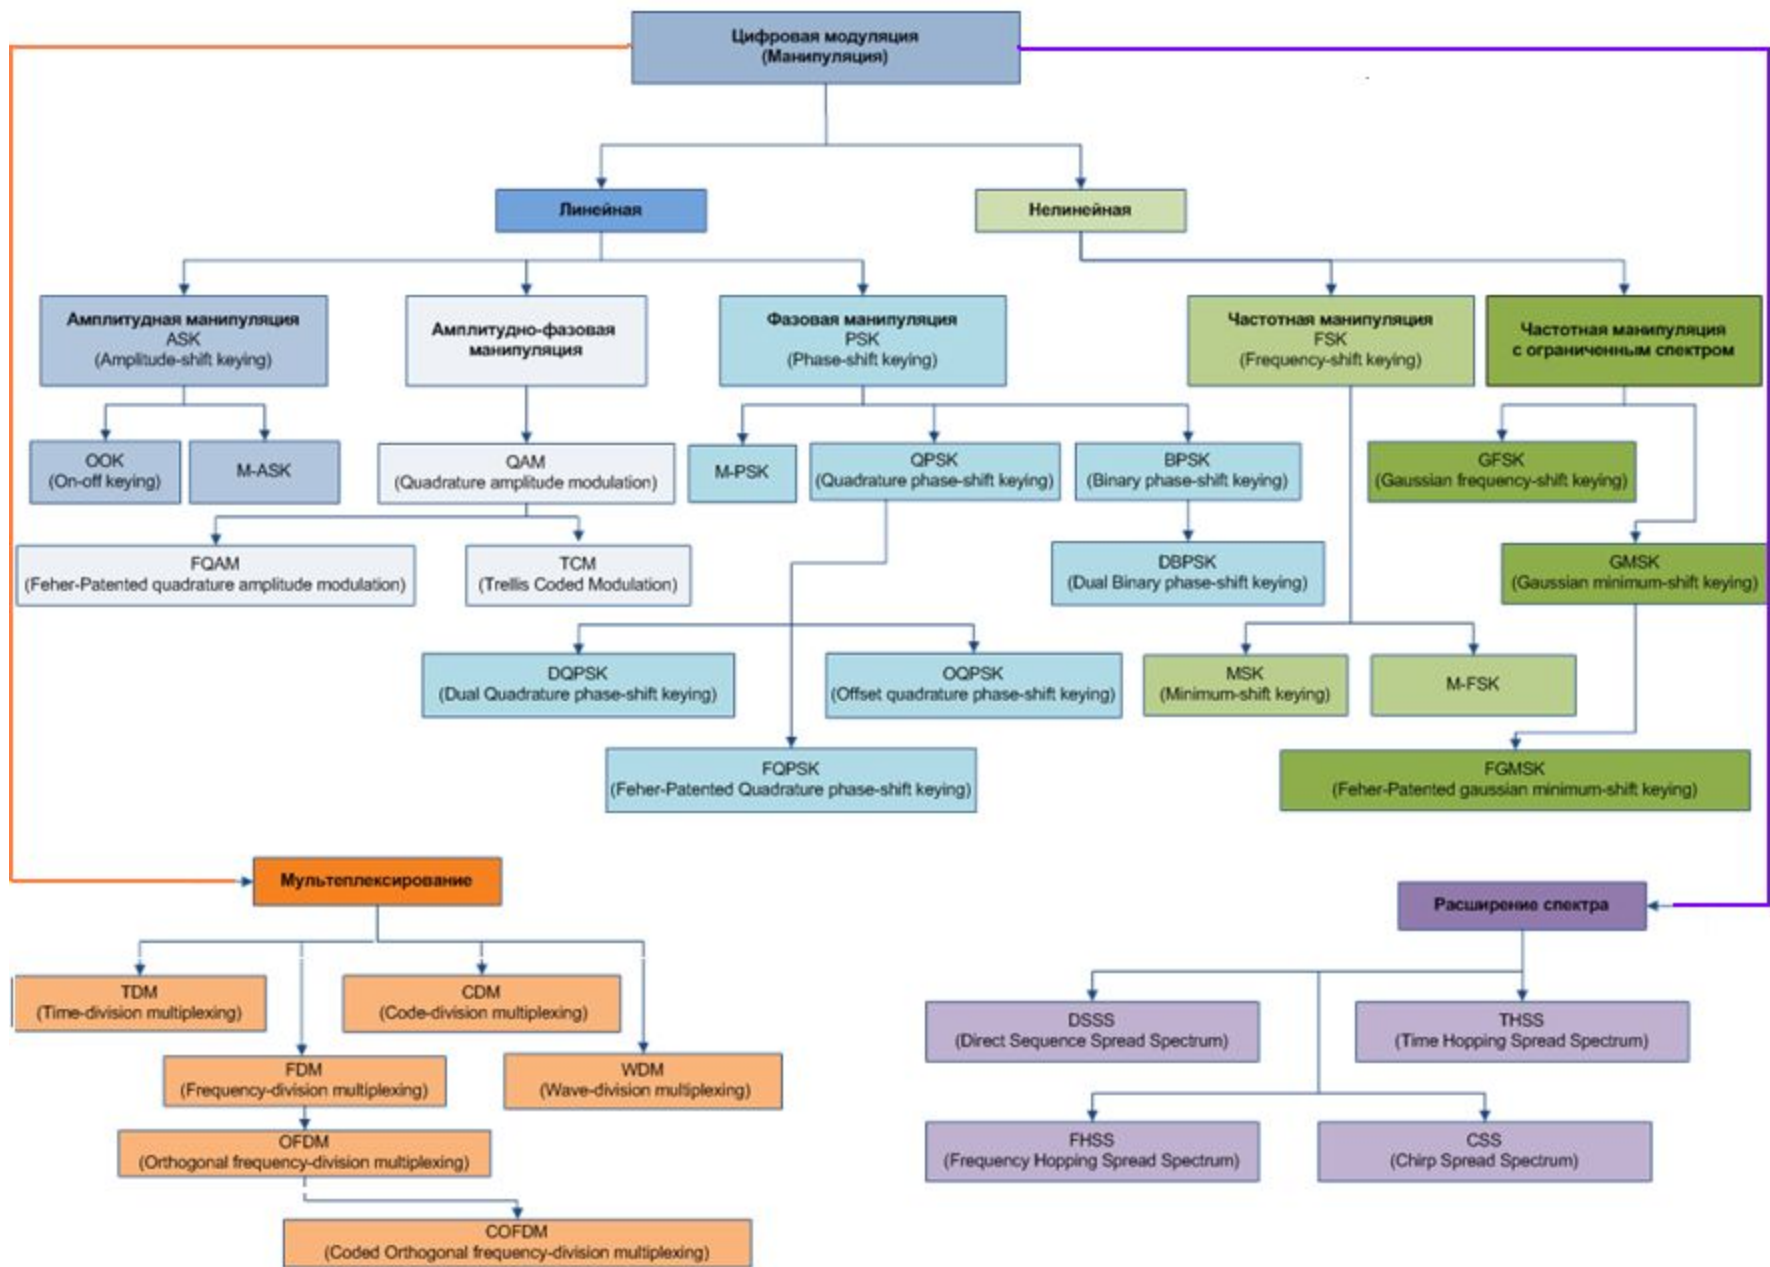 Цифровая модуляция
(Манипуляция)
Линейная
Нелинейная
Амплитудная манипуляция
ASK
(Amplitude-shift keying)
Амплитудно-фазовая
манипуляция
Фазовая манипуляция
PSK
(Phase-shift keying)
Частотная манипуляция
FSK
(Frequency-shift keying)
Частотная манипуляция
с ограниченным спектром
OOK
(On-off keying)
M-ASK
QAM
(Quadrature amplitude modulation)
M-PSK
QPSK
(Quadrature phase-shift keying)
BPSK
(Binary phase-shift keying)
GFSK
(Gaussian frequency-shift keying)
FQAM
(Feher-Patented quadrature amplitude modulation)
TCM
(Trellis Coded Modulation)
DBPSK
(Dual Binary phase-shift keying)
GMSK
(Gaussian minimum-shift keying)
DQPSK
(Dual Quadrature phase-shift keying)
OQPSK
(Offset quadrature phase-shift keying)
MSK
(Minimum-shift keying)
M-FSK
FQPSK
(Feher-Patented Quadrature phase-shift keying)
FGMSK
(Feher-Patented gaussian minimum-shift keying)
Мультеплексирование
Расширение спектра
TDM
(Time-division multiplexing)
CDM
(Code-division multiplexing)
FDM
(Frequency-division multiplexing)
WDM
(Wave-division multiplexing)
OFDM
(Orthogonal frequency-division multiplexing)
COFDM
(Coded Orthogonal frequency-division multiplexing)
DSSS
(Direct Sequence Spread Spectrum)
THSS
(Time Hopping Spread Spectrum)
FHSS
(Frequency Hopping Spread Spectrum)
CSS
(Chirp Spread Spectrum)